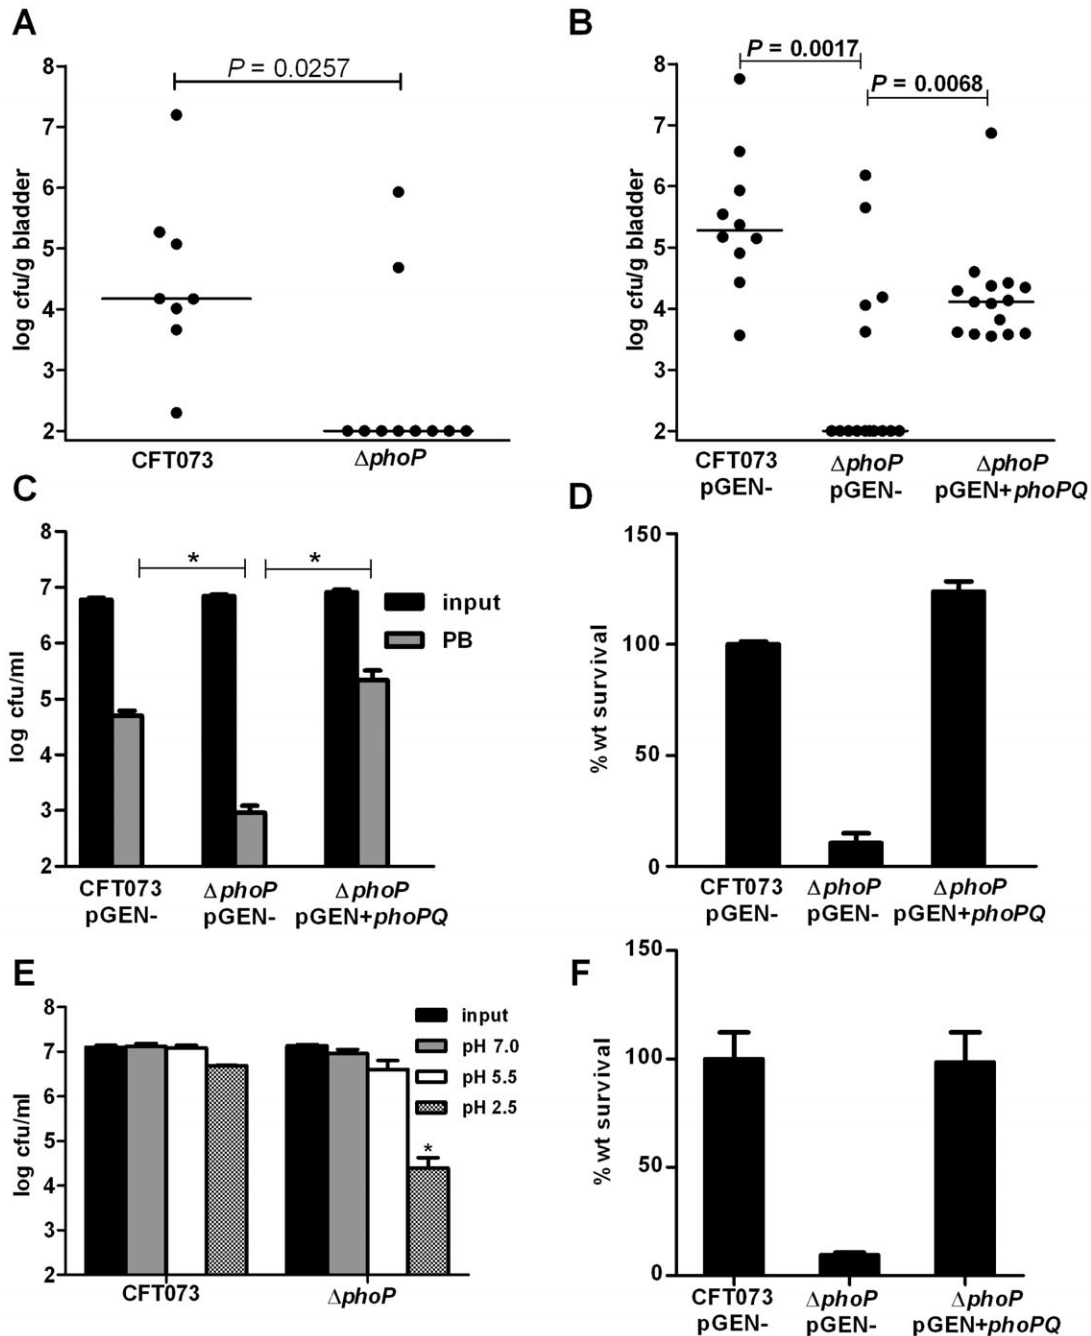 A
P = 0.0257
log cfu/g bladder
8
7
6
5
4
3
2
CFT073
ΔphoP
B
P = 0.0017
P = 0.0068
log cfu/g bladder
8
7
6
5
4
3
2
CFT073
pGEN-
ΔphoP
pGEN-
ΔphoP
pGEN+phoPQ
C
log cfu/ml
8
7
6
5
4
3
2
*
*
input
PB
CFT073
pGEN-
ΔphoP
pGEN-
ΔphoP
pGEN+phoPQ
D
% wt survival
150
100
50
0
CFT073
pGEN-
ΔphoP
pGEN-
ΔphoP
pGEN+phoPQ
E
log cfu/ml
8
7
6
5
4
3
2
input
pH 7.0
pH 5.5
pH 2.5
*
CFT073
ΔphoP
F
% wt survival
150
100
50
0
CFT073
pGEN-
ΔphoP
pGEN-
ΔphoP
pGEN+phoPQ